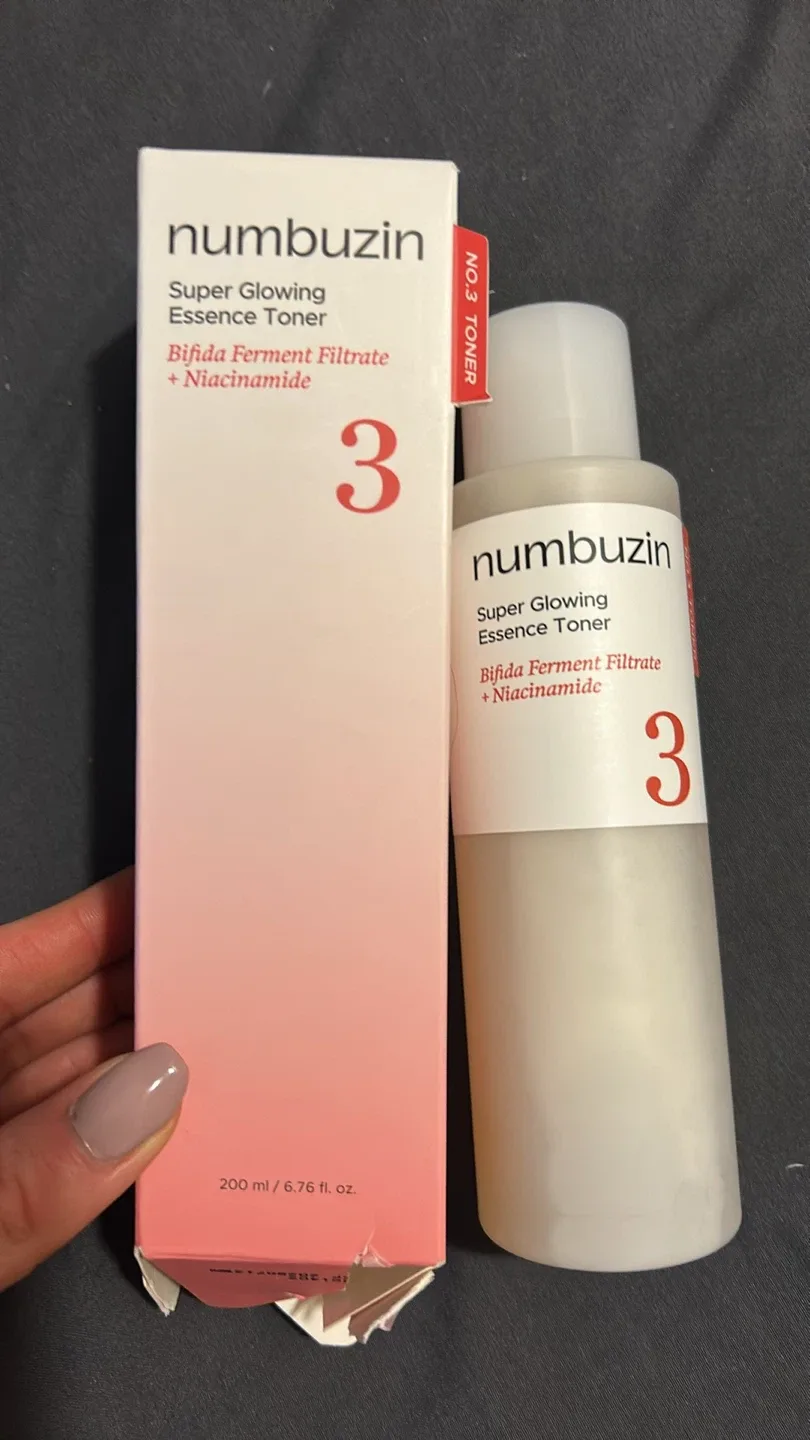 numbuzin
Super Glowing
Essence Toner
Bifida Ferment Filtrate
+ Niacinamide
3
NO.3 TONER
200 ml / 6.76 fl. oz.
numbuzin
Super Glowing
Essence Toner
Bifida Ferment Filtrate
+ Niacinamide
3